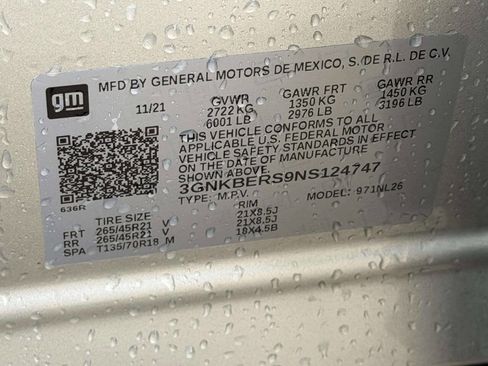 gm
MFD BY GENERAL MOTORS DE MEXICO, S. DE R.L. DE C.V.
11/21 GVWR GAWR FRT GAWR RR
2722 KG 1350 KG 1450 KG
6001 LB 2976 LB 3196 LB
THIS VEHICLE CONFORMS TO ALL
APPLICABLE U.S. FEDERAL MOTOR
VEHICLE SAFETY STANDARDS IN EFFECT
ON THE DATE OF MANUFACTURE SHOWN ABOVE
3GNKBERS9NS124747
TYPE: M.P.V. MODEL: 971NL26
636R
TIRE SIZE RIM
FRT 265/45R21 V 21X8.5J
RR 265/45R21 V 21X8.5J
SPA T135/70R18 M 18X4.5B